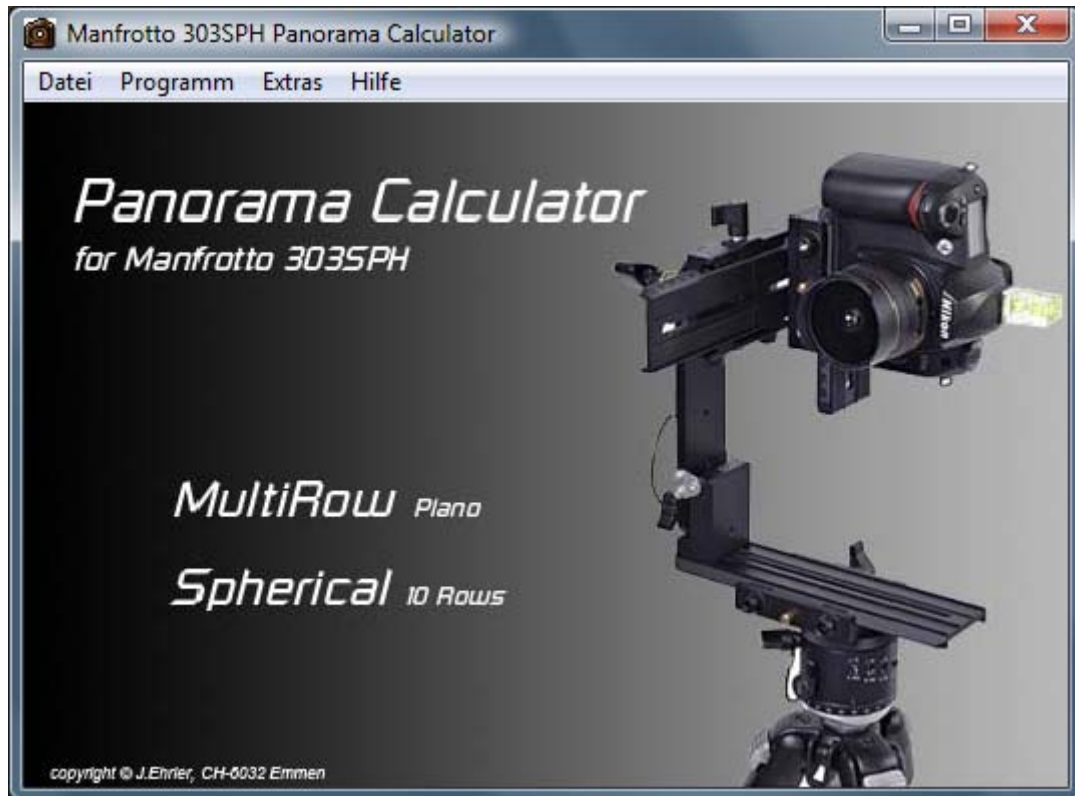 Manfrotto 303SPH Panorama Calculator
Datei Programm Extras Hilfe
Panorama Calculator
for Manfrotto 303SPH
Nikon
MultiRow Plano
Spherical 10 Rows
copyright © J.Ehrler, CH-6032 Emmen